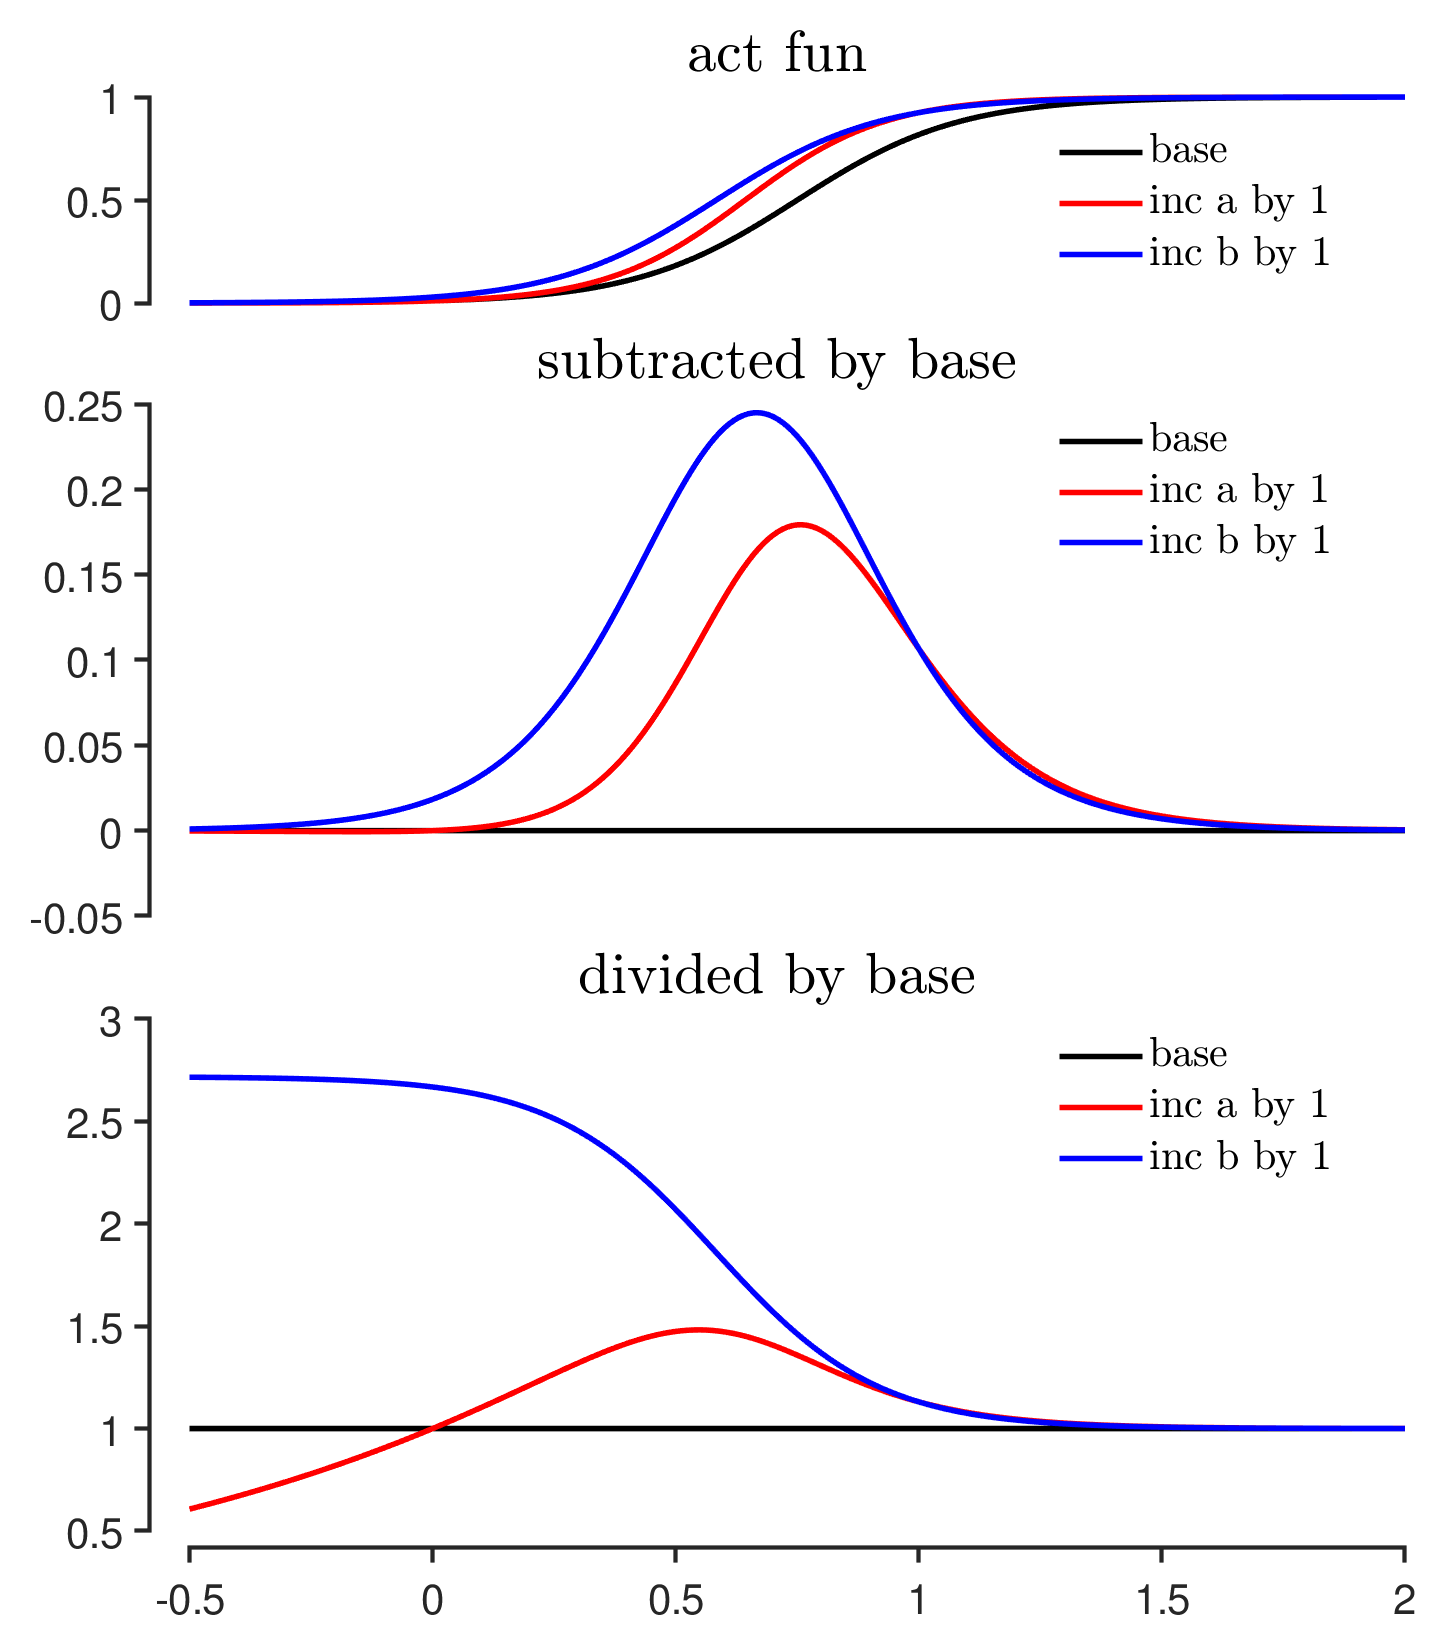 act fun
1
0.5
0
base
inc a by 1
inc b by 1
subtracted by base
0.25
0.2
0.15
0.1
0.05
0
-0.05
base
inc a by 1
inc b by 1
divided by base
3
2.5
2
1.5
1
0.5
base
inc a by 1
inc b by 1
-0.5 0 0.5 1 1.5 2